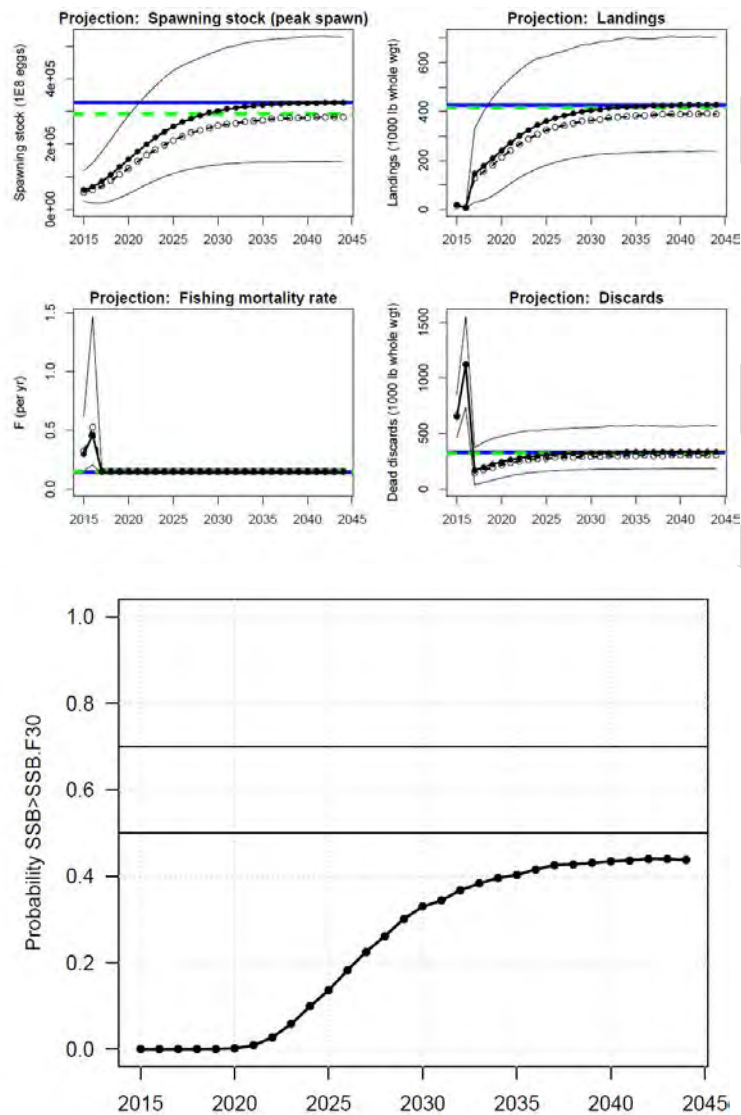 Projection: Spawning stock (peak spawn)
Spawning stock (1E8 eggs)
4e+05
2e+05
0e+00
2015 2020 2025 2030 2035 2040 2045
Projection: Landings
Landings (1000 lb whole wgt)
600
400
200
0
2015 2020 2025 2030 2035 2040 2045
Projection: Fishing mortality rate
F (per yr)
1.5
1.0
0.5
0.0
2015 2020 2025 2030 2035 2040 2045
Projection: Discards
Dead discards (1000 lb whole wgt)
1500
1000
500
0
2015 2020 2025 2030 2035 2040 2045
Probability SSB>SSB.F30
1.0
0.8
0.6
0.4
0.2
0.0
2015 2020 2025 2030 2035 2040 2045